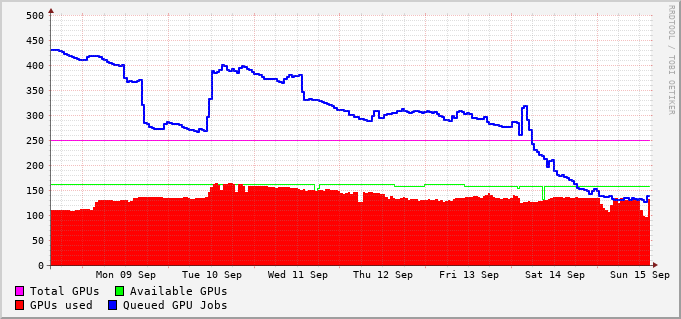 500
450
400
350
300
250
200
150
100
50
0
Mon 09 Sep Tue 10 Sep Wed 11 Sep Thu 12 Sep Fri 13 Sep Sat 14 Sep Sun 15 Sep
Total GPUs Available GPUs
GPUs used Queued GPU Jobs
RRDTOOL / TOBI OETIKER